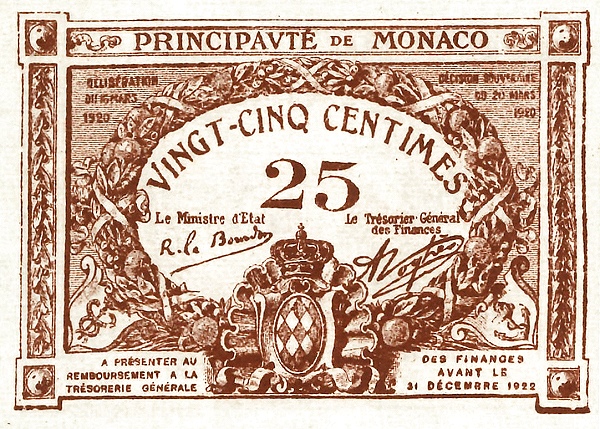 PRINCIPAVTÉ DE MONACO
DÉLIBÉRATION
DU 16 MARS
1920
DÉCISION SOUVERAINE
DU 20 MARS
1920
VINGT-CINQ CENTIMES
25
Le Ministre d'Etat
Le Trésorier Général
des Finances
R. Le Bourdon
A PRÉSENTER AU
REMBOURSEMENT A LA
TRÉSORERIE GÉNÉRALE
DES FINANCES
AVANT LE
31 DÉCEMBRE 1922